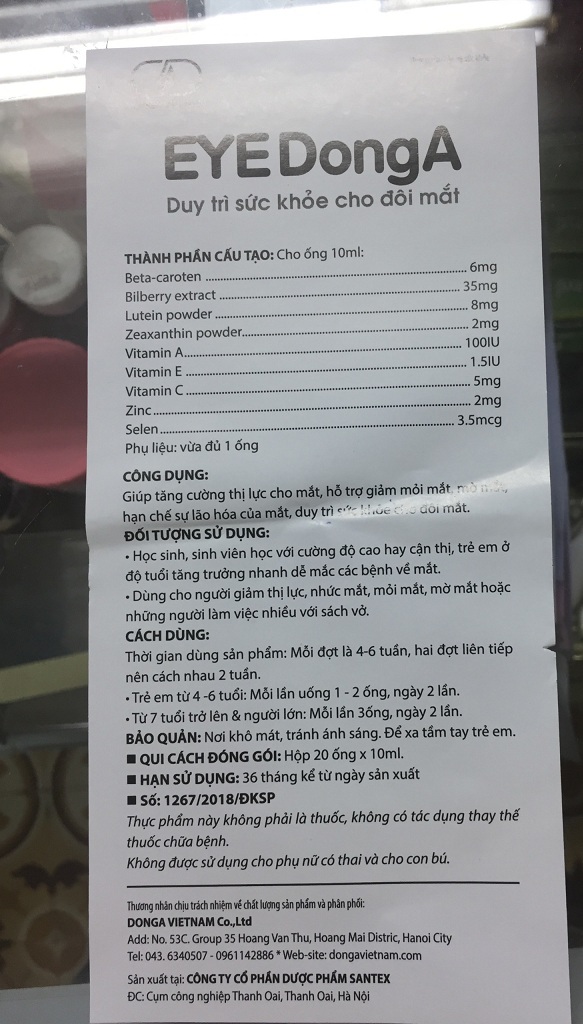 EYE DongA
Duy trì sức khỏe cho đôi mắt
THÀNH PHẦN CẤU TẠO: Cho ống 10ml:
Beta-caroten ........ 6mg
Bilberry extract ........ 35mg
Lutein powder ........ 8mg
Zeaxanthin powder ........ 2mg
Vitamin A ........ 100IU
Vitamin E ........ 1.5IU
Vitamin C ........ 5mg
Zinc ........ 2mg
Selen ........ 3.5mcg
Phụ liệu: vừa đủ 1 ống
CÔNG DỤNG:
Giúp tăng cường thị lực cho mắt, hỗ trợ giảm mỏi mắt, mờ mắt,
hạn chế sự lão hóa của mắt, duy trì sức khỏe cho đôi mắt.
ĐỐI TƯỢNG SỬ DỤNG:
• Học sinh, sinh viên học với cường độ cao hay cận thị, trẻ em ở
độ tuổi tăng trưởng nhanh dễ mắc các bệnh về mắt.
• Dùng cho người giảm thị lực, nhức mắt, mỏi mắt, mờ mắt hoặc
những người làm việc nhiều với sách vở.
CÁCH DÙNG:
Thời gian dùng sản phẩm: Mỗi đợt là 4-6 tuần, hai đợt liên tiếp
nên cách nhau 2 tuần.
• Trẻ em từ 4 -6 tuổi: Mỗi lần uống 1 - 2 ống, ngày 2 lần.
• Từ 7 tuổi trở lên & người lớn: Mỗi lần 3ống, ngày 2 lần.
BẢO QUẢN: Nơi khô mát, tránh ánh sáng. Để xa tầm tay trẻ em.
■ QUI CÁCH ĐÓNG GÓI: Hộp 20 ống x 10ml.
■ HẠN SỬ DỤNG: 36 tháng kể từ ngày sản xuất
■ Số: 1267/2018/ĐKSP
Thực phẩm này không phải là thuốc, không có tác dụng thay thế
thuốc chữa bệnh.
Không được sử dụng cho phụ nữ có thai và cho con bú.
Thương nhân chịu trách nhiệm về chất lượng sản phẩm và phân phối:
DONGA VIETNAM Co.,Ltd
Add: No. 53C. Group 35 Hoang Van Thu, Hoang Mai Distric, Hanoi City
Tel: 043. 6340507 - 0961142886 * Web-site: dongavietnam.com
Sản xuất tại: CÔNG TY CỔ PHẦN DƯỢC PHẨM SANTEX
ĐC: Cụm công nghiệp Thanh Oai, Thanh Oai, Hà Nội